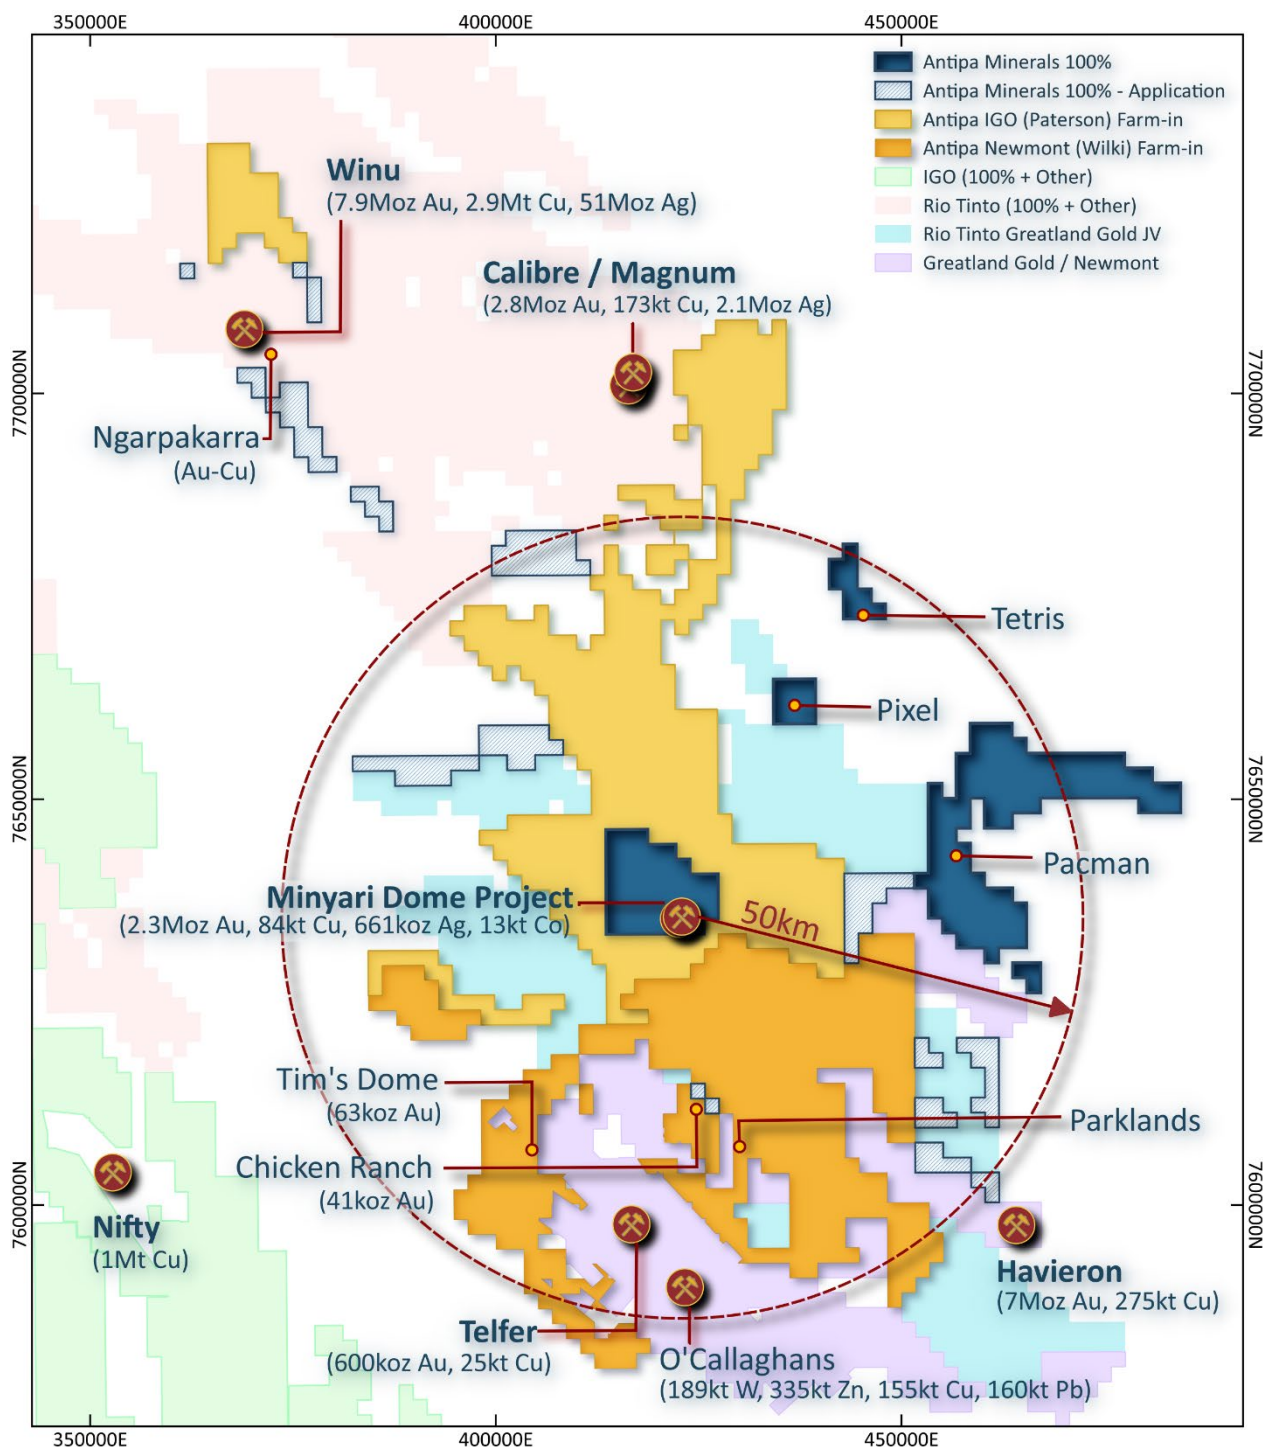 350000E
400000E
450000E
Antipa Minerals 100%
Antipa Minerals 100% - Application
Antipa IGO (Paterson) Farm-in
Antipa Newmont (Wilki) Farm-in
IGO (100% + Other)
Rio Tinto (100% + Other)
Rio Tinto Greatland Gold JV
Greatland Gold / Newmont
Winu
(7.9Moz Au, 2.9Mt Cu, 51Moz Ag)
Calibre / Magnum
(2.8Moz Au, 173kt Cu, 2.1Moz Ag)
7700000N
7700000N
Ngarpakarra
(Au-Cu)
Tetris
Pixel
7650000N
7650000N
Pacman
Minyari Dome Project
(2.3Moz Au, 84kt Cu, 661koz Ag, 13kt Co)
50km
Tim's Dome
(63koz Au)
Parklands
Chicken Ranch
(41koz Au)
7600000N
7600000N
Nifty
(1Mt Cu)
Havieron
(7Moz Au, 275kt Cu)
Telfer
(600koz Au, 25kt Cu)
O'Callaghans
(189kt W, 335kt Zn, 155kt Cu, 160kt Pb)
350000E
400000E
450000E